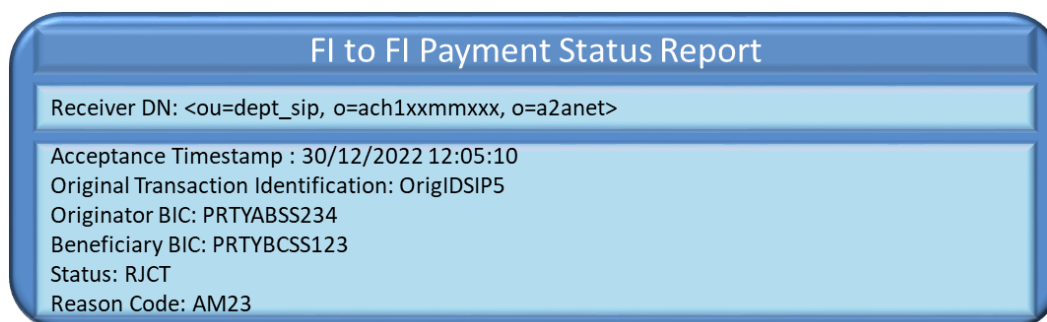 FI to FI Payment Status Report
Receiver DN: <ou=dept_sip, o=ach1xxmmxxx, o=a2anet>
Acceptance Timestamp : 30/12/2022 12:05:10
Original Transaction Identification: OrigIDSIP5
Originator BIC: PRTYABSS234
Beneficiary BIC: PRTYBCSS123
Status: RJCT
Reason Code: AM23